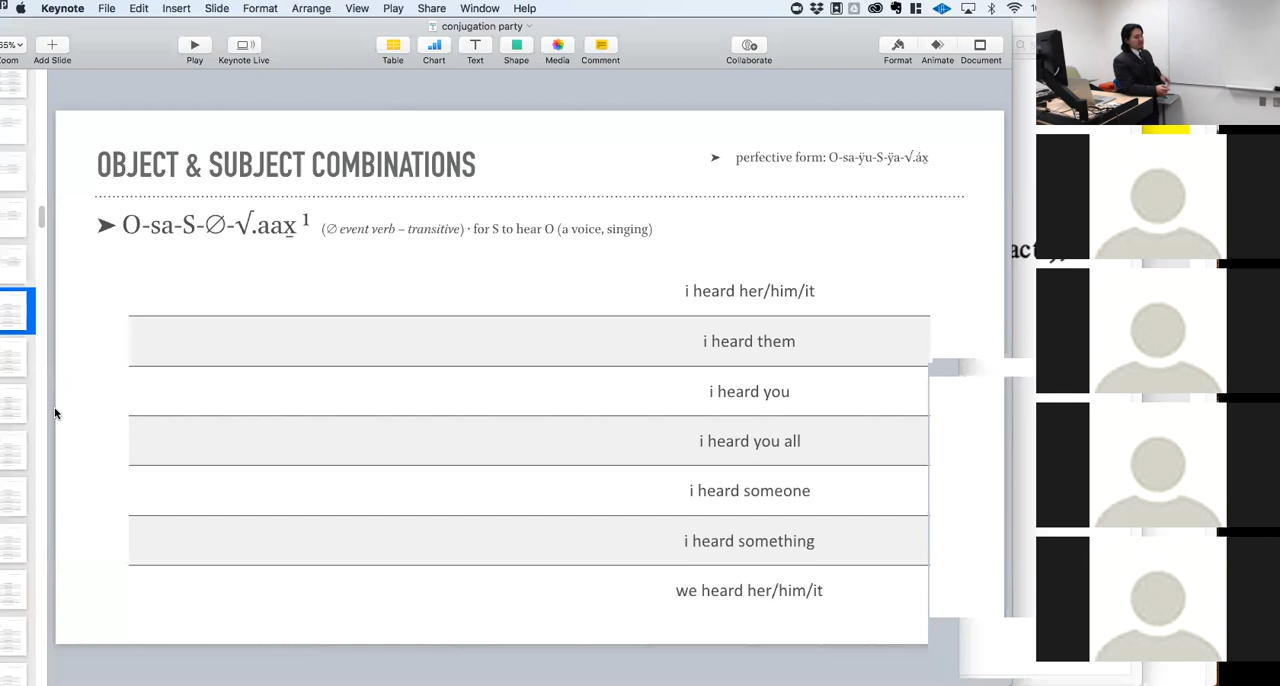 Keynote File Edit Insert Slide Format Arrange View Play Share Window Help
conjugation party
Zoom Add Slide Play Keynote Live Table Chart Text Shape Media Comment Collaborate Format Animate Document
OBJECT & SUBJECT COMBINATIONS
➤ perfective form: O-sa-ÿu-S-ÿa-√.áx̱
➤ O-sa-S-∅-√.aax̱ ¹ (∅ event verb – transitive) · for S to hear O (a voice, singing)
i heard her/him/it
i heard them
i heard you
i heard you all
i heard someone
i heard something
we heard her/him/it